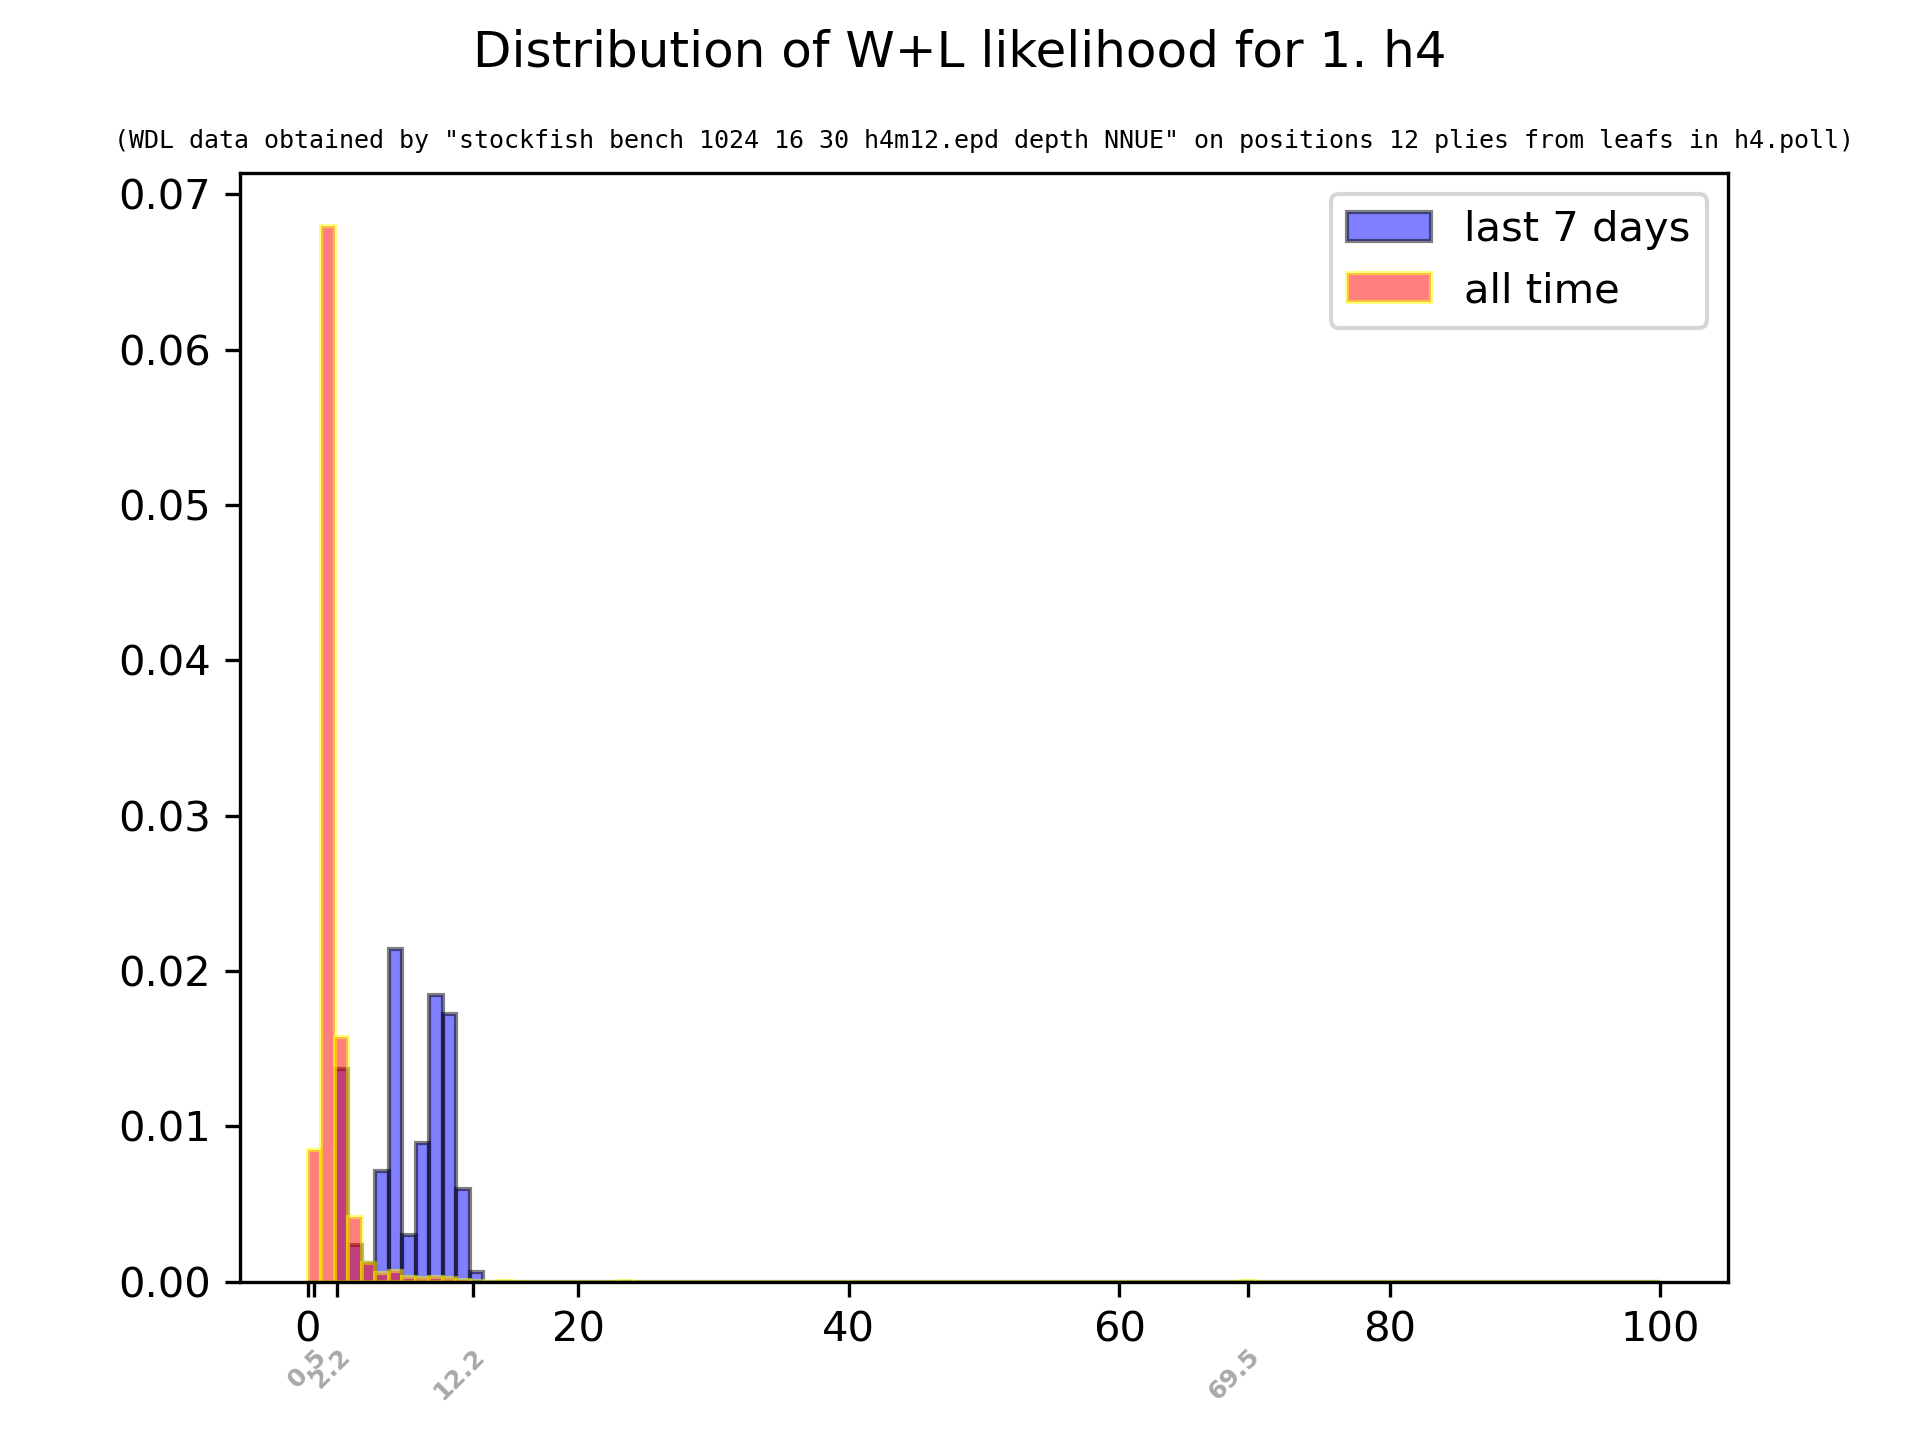 Distribution of W+L likelihood for 1. h4
(WDL data obtained by "stockfish bench 1024 16 30 h4m12.epd depth NNUE" on positions 12 plies from leafs in h4.poll)
last 7 days
all time
0.07
0.06
0.05
0.04
0.03
0.02
0.01
0.00
0 20 40 60 80 100
0.5 2.2 12.2 69.5